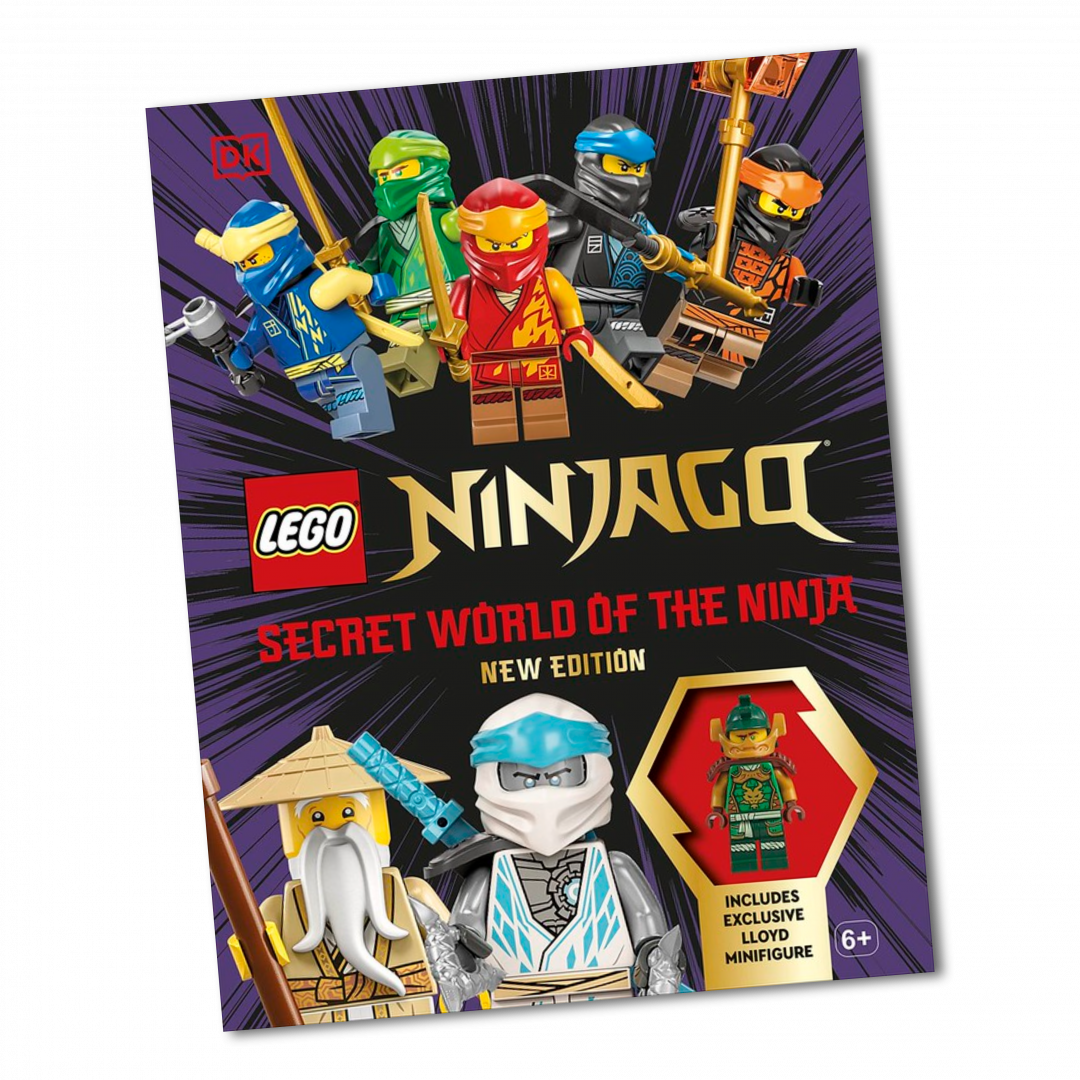 DK
LEGO
NINJAGO®
SECRET WORLD OF THE NINJA
NEW EDITION
INCLUDES
EXCLUSIVE
LLOYD
MINIFIGURE
6+